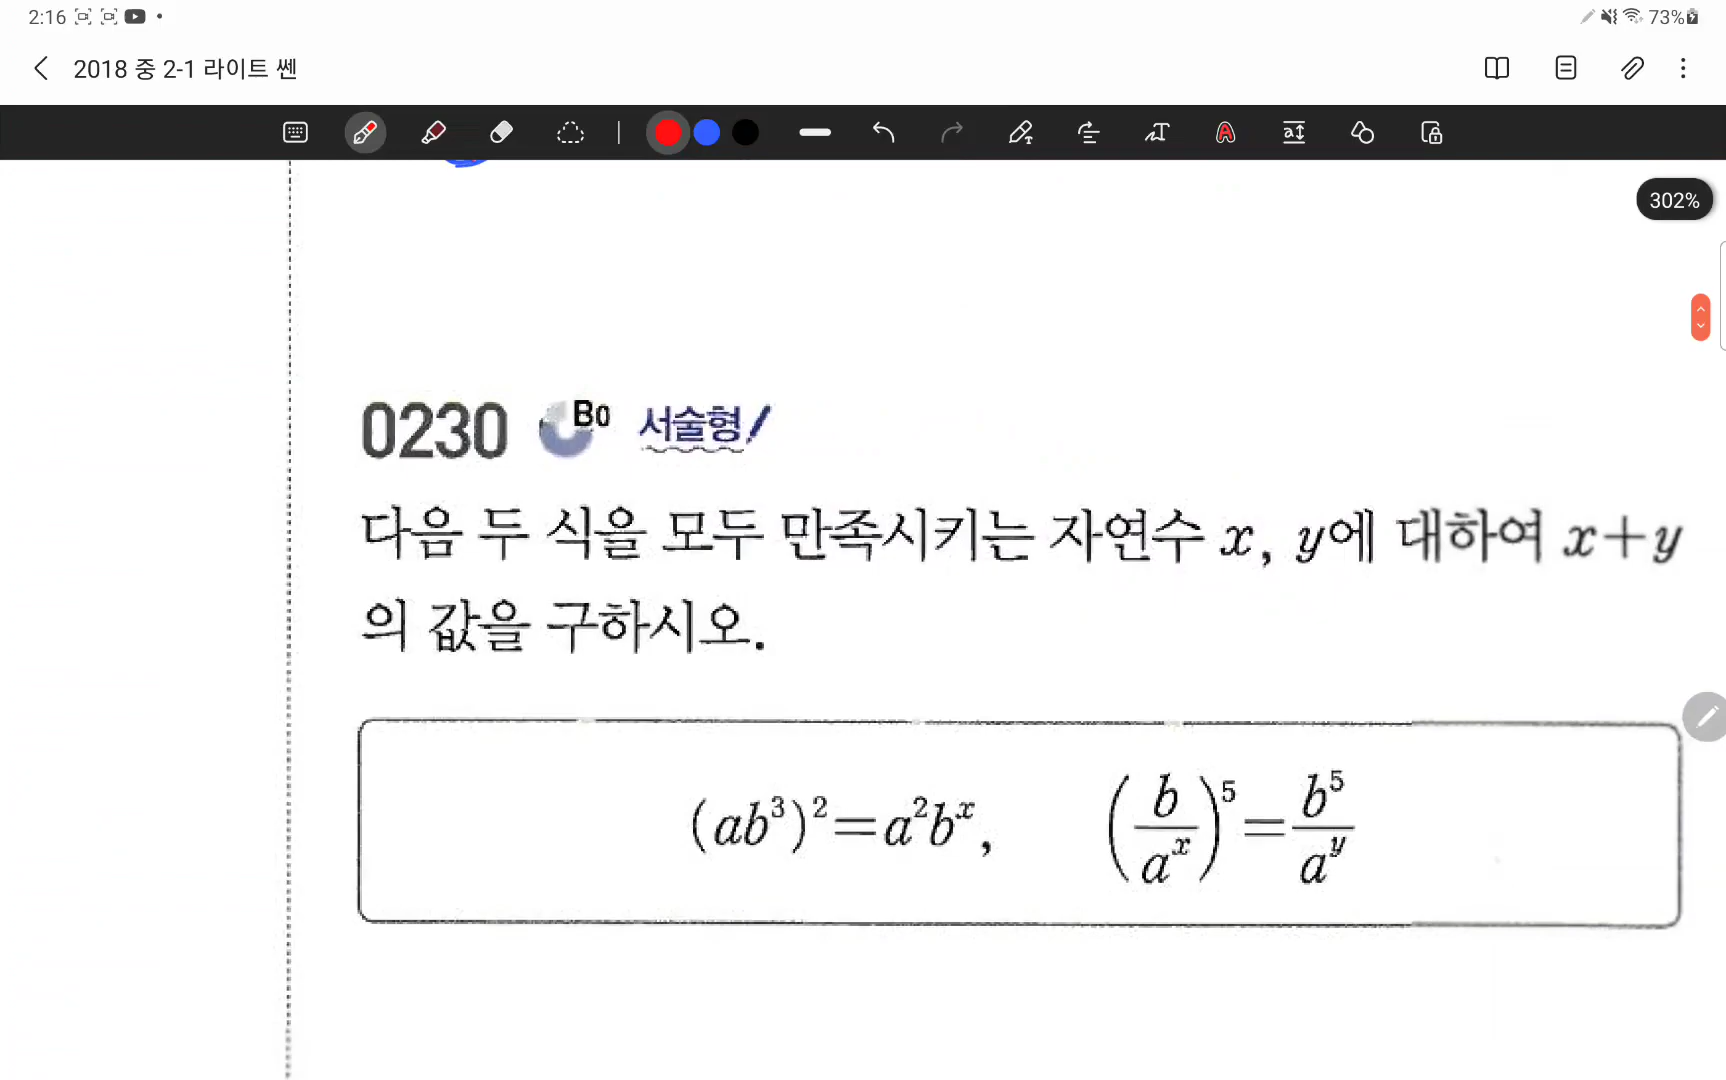 2:16
73%
2018 중 2-1 라이트 쎈
302%
0230 B0 서술형!
다음 두 식을 모두 만족시키는 자연수 x, y에 대하여 x+y
의 값을 구하시오.
(ab³)²=a²bˣ, (b/aˣ)⁵=b⁵/aʸ